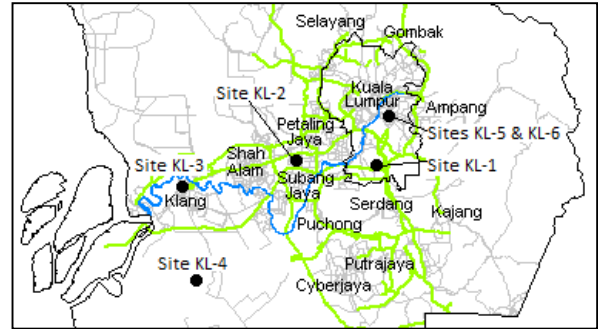 Selayang
Gombak
Site KL-2
Kuala
Lumpur
Ampang
Petaling
Jaya
Sites KL-5 & KL-6
Site KL-3
Shah
Alam
Site KL-1
Subang
Jaya
Klang
Serdang
Kajang
Puchong
Site KL-4
Putrajaya
Cyberjaya